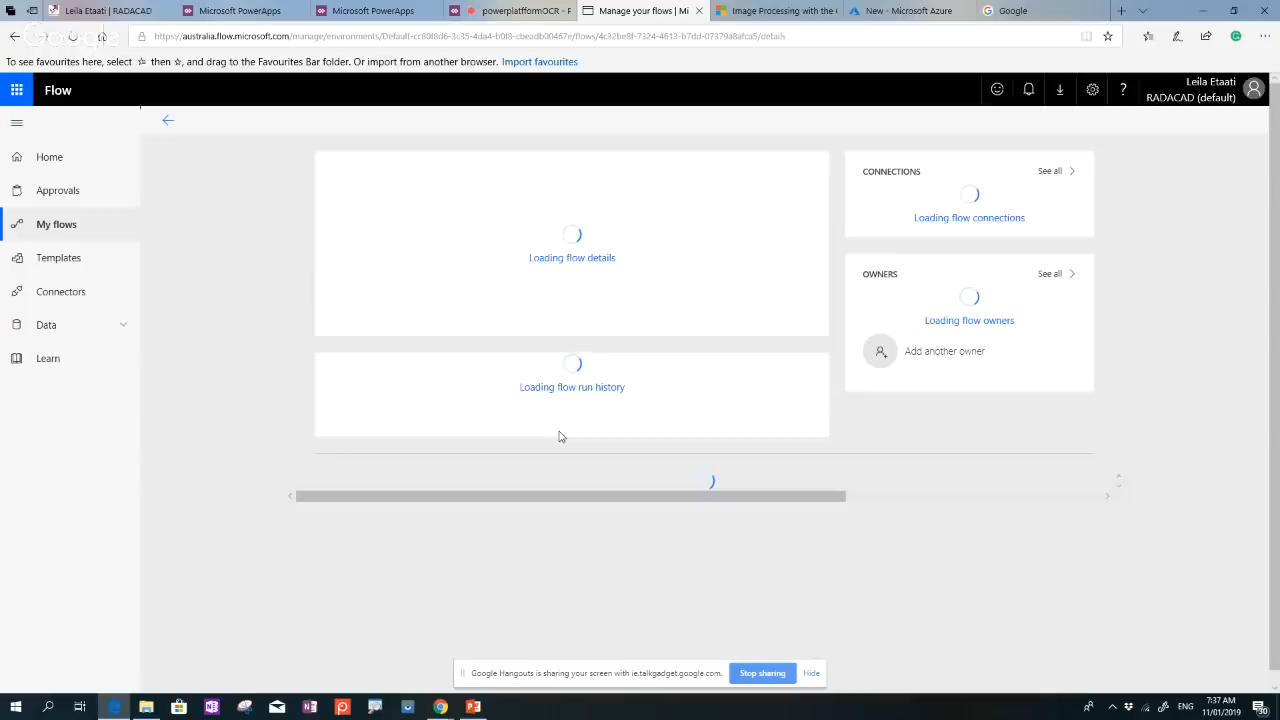 Leila Etaati | RADACAD
Microsoft PowerApps
Microsoft PowerApps
powerplatformOCR - P
Manage your flows | Mi
Image Processing with the C
New - Microsoft Azure
Google
https://australia.flow.microsoft.com/manage/environments/Default-cc80f8d6-3c35-4da4-b0f8-cbeadb00467e/flows/4c32be8f-7324-4613-b7dd-07379a8afca5/details
To see favourites here, select ☆ then ☆, and drag to the Favourites Bar folder. Or import from another browser. Import favourites
Flow
Leila Etaati
RADACAD (default)
Home
Approvals
My flows
Templates
Connectors
Data
Learn
Loading flow details
Loading flow run history
CONNECTIONS
See all
Loading flow connections
OWNERS
See all
Loading flow owners
Add another owner
Google Hangouts is sharing your screen with ie.talkgadget.google.com.
Stop sharing
Hide
7:37 AM
11/01/2019
30